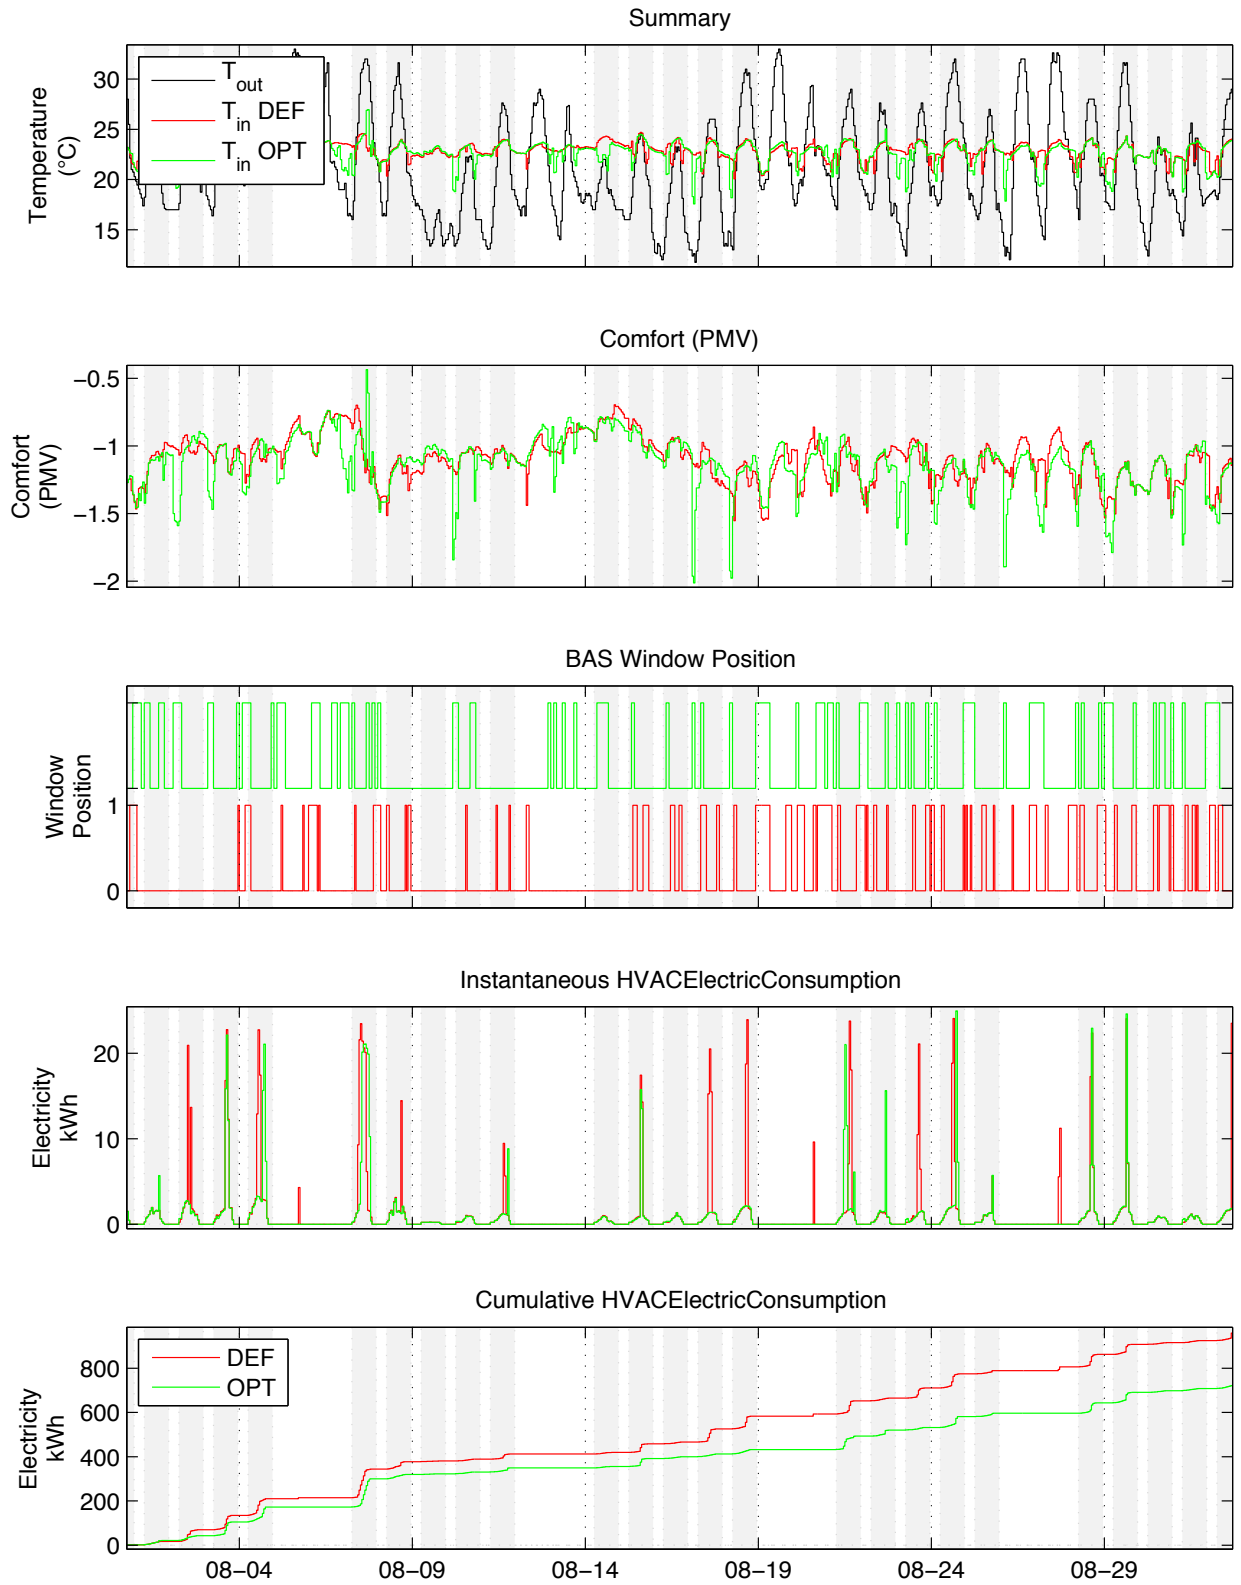 Summary
30
25
20
15
Temperature
(°C)
T_out
T_in DEF
T_in OPT
Comfort (PMV)
−0.5
−1
−1.5
−2
Comfort
(PMV)
BAS Window Position
1
0
Window
Position
Instantaneous HVACElectricConsumption
20
10
0
Electricity
kWh
Cumulative HVACElectricConsumption
800
600
400
200
0
Electricity
kWh
DEF
OPT
08−04 08−09 08−14 08−19 08−24 08−29